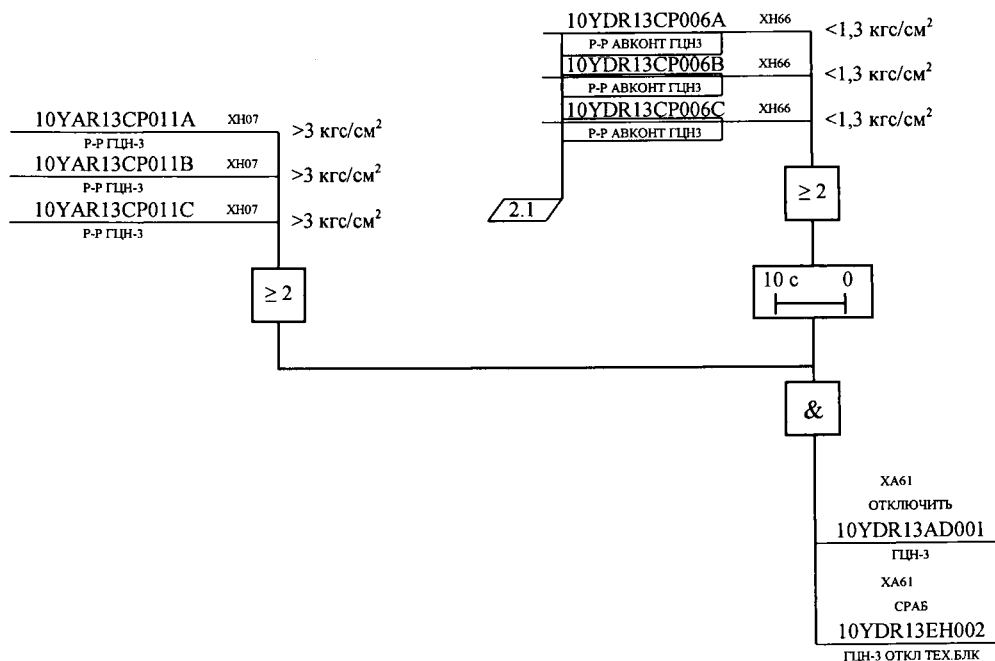 10YDR13CP006A XH66 <1,3 кгс/см²
Р-Р АВКОНТ ГЦН3
10YDR13CP006B XH66 <1,3 кгс/см²
Р-Р АВКОНТ ГЦН3
10YDR13CP006C XH66 <1,3 кгс/см²
Р-Р АВКОНТ ГЦН3
10YAR13CP011A XH07 >3 кгс/см²
Р-Р ГЦН-3
10YAR13CP011B XH07 >3 кгс/см²
Р-Р ГЦН-3
10YAR13CP011C XH07 >3 кгс/см²
Р-Р ГЦН-3
2.1
≥ 2
≥ 2
10 с 0
&
XA61
ОТКЛЮЧИТЬ
10YDR13AD001
ГЦН-3
XA61
СРАБ
10YDR13EH002
ГЦН-3 ОТКЛ ТЕХ.БЛК